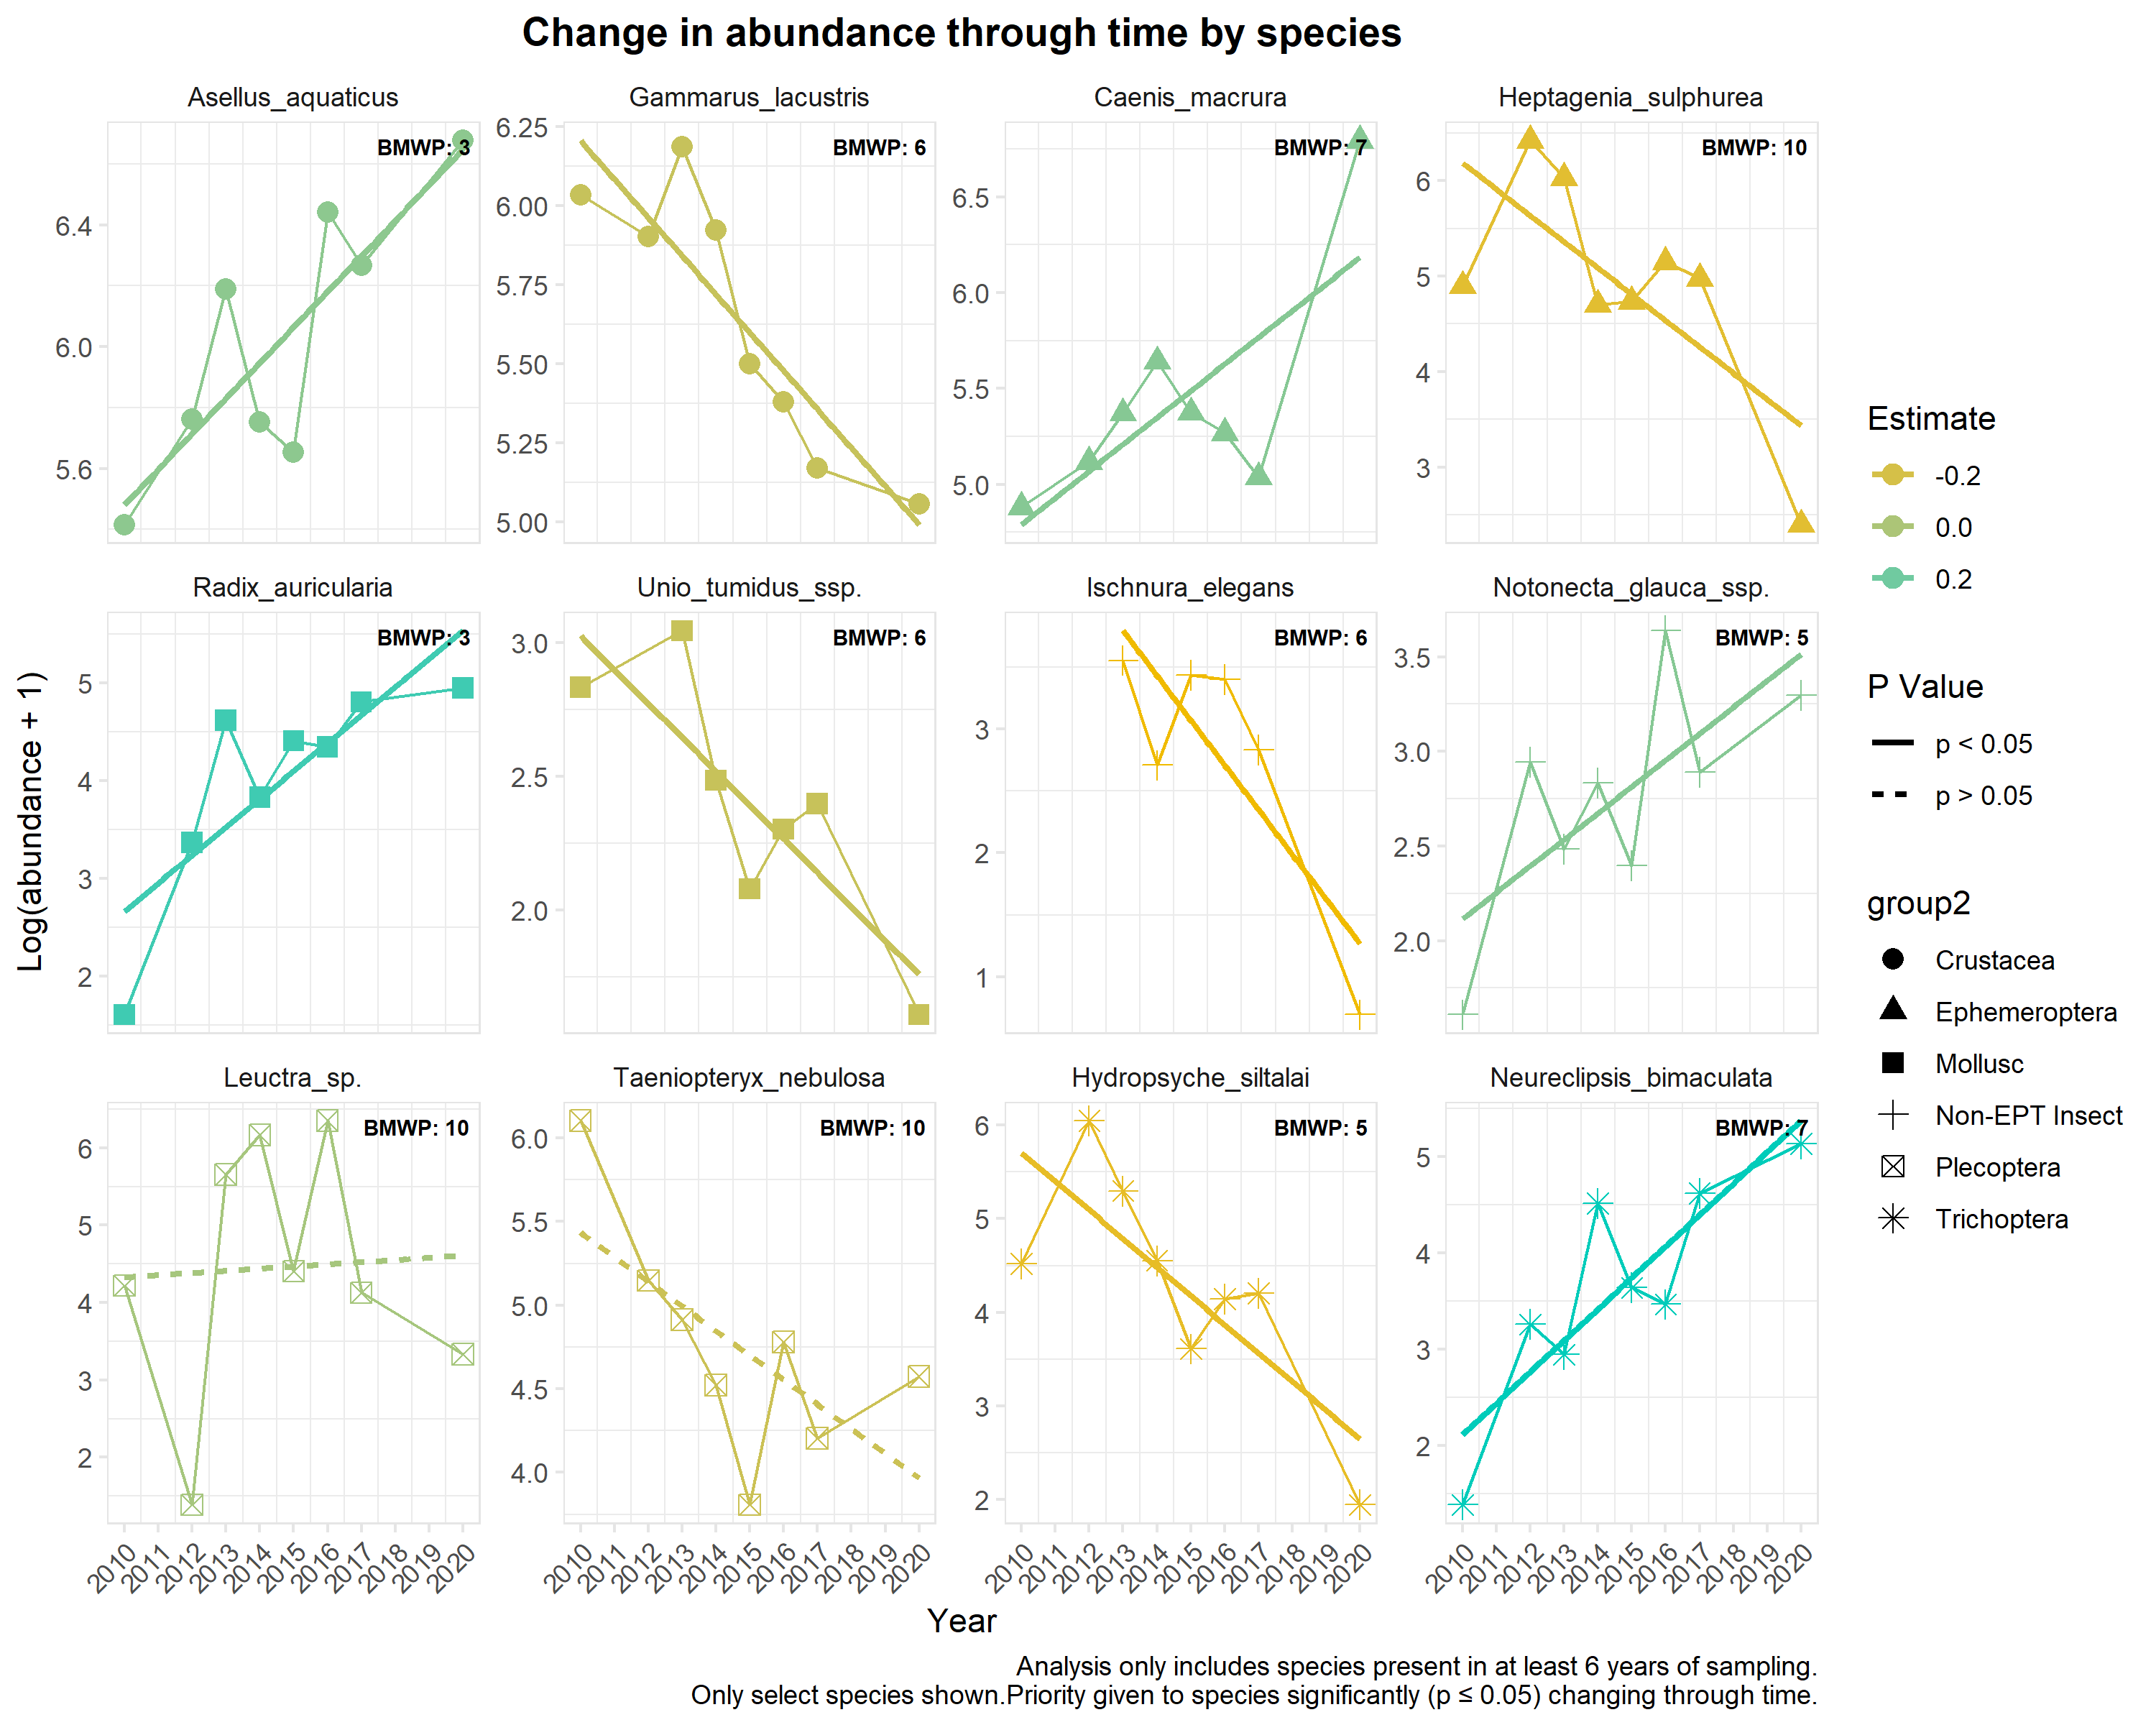 Change in abundance through time by species
Asellus_aquaticus
Gammarus_lacustris
Caenis_macrura
Heptagenia_sulphurea
BMWP: 3
6.4
6.0
5.6
BMWP: 6
6.25
6.00
5.75
5.50
5.25
5.00
BMWP: 7
6.5
6.0
5.5
5.0
BMWP: 10
6
5
4
3
Radix_auricularia
Unio_tumidus_ssp.
Ischnura_elegans
Notonecta_glauca_ssp.
BMWP: 3
5
4
3
2
BMWP: 6
3.0
2.5
2.0
BMWP: 6
3
2
1
BMWP: 5
3.5
3.0
2.5
2.0
Leuctra_sp.
Taeniopteryx_nebulosa
Hydropsyche_siltalai
Neureclipsis_bimaculata
BMWP: 10
6
5
4
3
2
BMWP: 10
6.0
5.5
5.0
4.5
4.0
BMWP: 5
6
5
4
3
2
BMWP: 7
5
4
3
2
2010 2011 2012 2013 2014 2015 2016 2017 2018 2019 2020
2010 2011 2012 2013 2014 2015 2016 2017 2018 2019 2020
2010 2011 2012 2013 2014 2015 2016 2017 2018 2019 2020
2010 2011 2012 2013 2014 2015 2016 2017 2018 2019 2020
Log(abundance + 1)
Year
Estimate
-0.2
0.0
0.2
P Value
p < 0.05
p > 0.05
group2
Crustacea
Ephemeroptera
Mollusc
Non-EPT Insect
Plecoptera
Trichoptera
Analysis only includes species present in at least 6 years of sampling.
Only select species shown.Priority given to species significantly (p ≤ 0.05) changing through time.